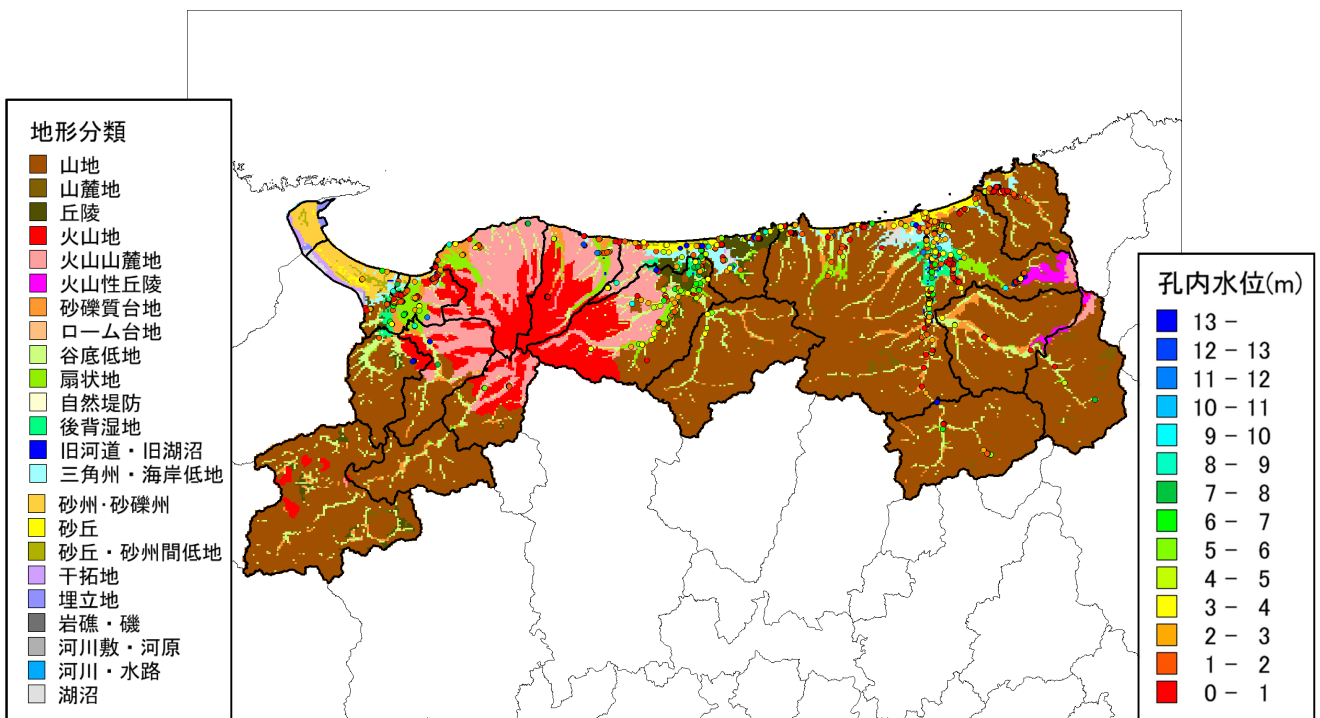 地形分類
山地
山麓地
丘陵
火山地
火山山麓地
火山性丘陵
砂礫質台地
ローム台地
谷底低地
扇状地
自然堤防
後背湿地
旧河道・旧湖沼
三角州・海岸低地
砂州・砂礫州
砂丘
砂丘・砂州間低地
干拓地
埋立地
岩礁・磯
河川敷・河原
河川・水路
湖沼
孔内水位(m)
13 -
12 - 13
11 - 12
10 - 11
9 - 10
8 - 9
7 - 8
6 - 7
5 - 6
4 - 5
3 - 4
2 - 3
1 - 2
0 - 1